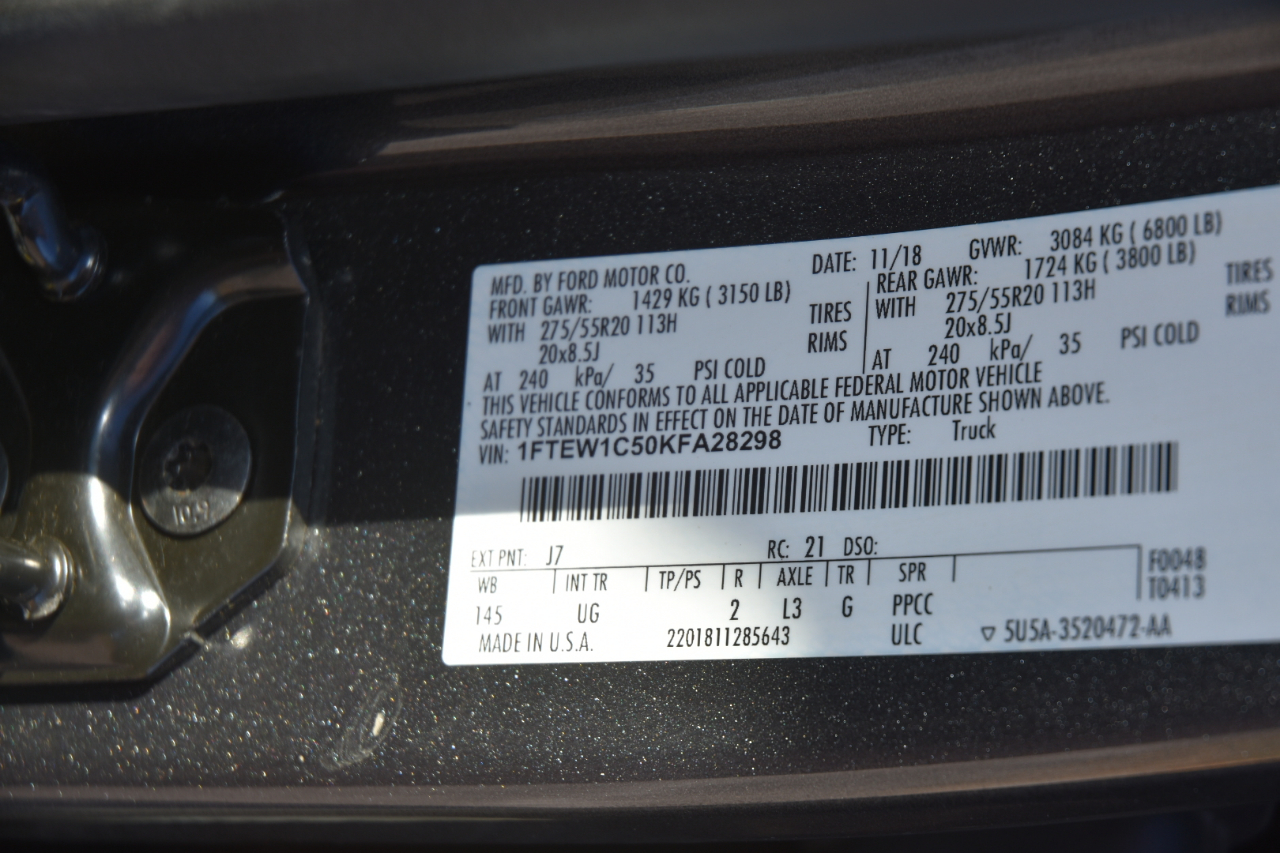 MFD. BY FORD MOTOR CO.
DATE: 11/18 GVWR: 3084 KG ( 6800 LB)
FRONT GAWR: 1429 KG ( 3150 LB)
WITH 275/55R20 113H TIRES
20x8.5J RIMS
AT 240 kPa/ 35 PSI COLD
REAR GAWR: 1724 KG ( 3800 LB)
WITH 275/55R20 113H TIRES
20x8.5J RIMS
AT 240 kPa/ 35 PSI COLD
THIS VEHICLE CONFORMS TO ALL APPLICABLE FEDERAL MOTOR VEHICLE
SAFETY STANDARDS IN EFFECT ON THE DATE OF MANUFACTURE SHOWN ABOVE.
VIN: 1FTEW1C50KFA28298 TYPE: Truck
EXT PNT: J7 RC: 21 DSO:
WB INT TR TP/PS R AXLE TR SPR
145 UG 2 L3 G PPCC
F0048
T0413
MADE IN U.S.A. 2201811285643 ULC ▽ 5U5A-3520472-AA
10.9